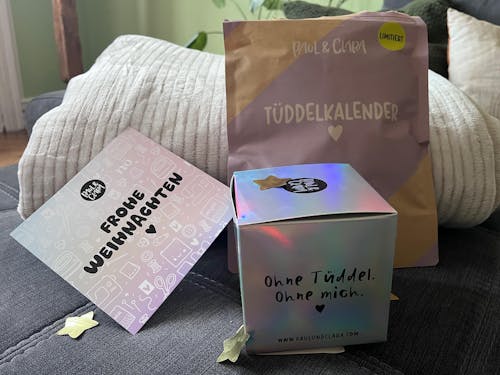 PAUL & CLARA
LIMITIERT
TÜDDELKALENDER
PAUL &
CLARA
FROHE
WEIHNACHTEN
Ohne Tüddel.
Ohne mich.
WWW.PAULUNDCLARA.COM